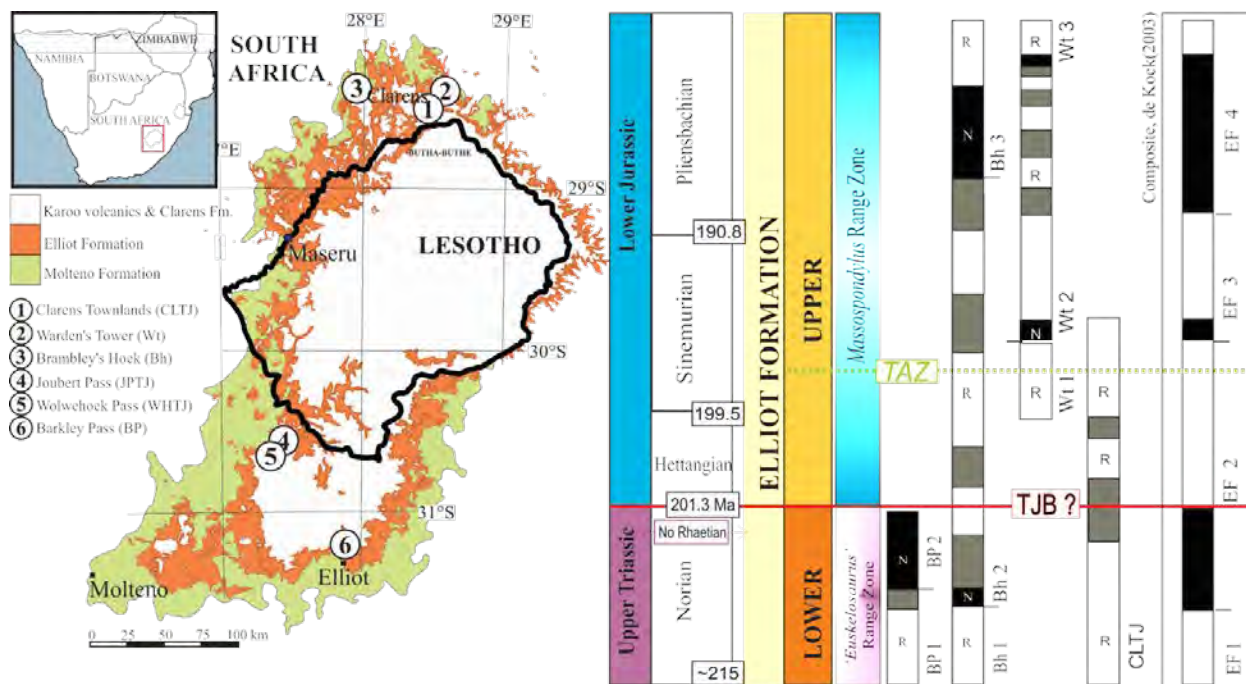 ZIMBABWE
NAMIBIA
BOTSWANA
SOUTH AFRICA
28°E
29°E
SOUTH
AFRICA
3
Clarens
2
1
BUTHA-BUTHE
29°S
Karoo volcanics & Clarens Fm.
Elliot Formation
Molteno Formation
Maseru
LESOTHO
1 Clarens Townlands (CLTJ)
2 Warden's Tower (Wt)
3 Brambley's Hoek (Bh)
4 Joubert Pass (JPTJ)
5 Wolwehoek Pass (WHTJ)
6 Barkley Pass (BP)
30°S
4
5
31°S
6
Elliot
Molteno
0 25 50 75 100 km
Lower Jurassic
Upper Triassic
Pliensbachian
190.8
Sinemurian
199.5
Hettangian
201.3 Ma
No Rhaetian
Norian
~215
ELLIOT FORMATION
UPPER
LOWER
Massospondylus Range Zone
'Euskelosaurus'
Range Zone
TAZ
TJB ?
N
BP 2
R
BP 1
R
N
Bh 3
R
N
Bh 2
R
Bh 1
R
Wt 3
R
N
Wt 2
R
Wt 1
R
R
R
CLTJ
Composite, de Kock(2003)
EF 4
EF 3
EF 2
EF 1